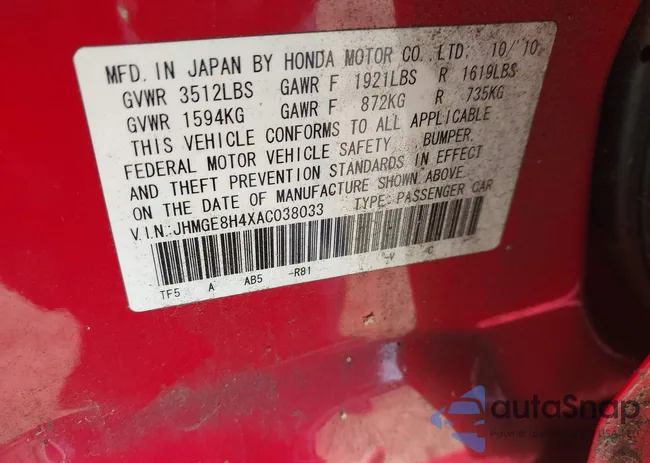 MFD. IN JAPAN BY HONDA MOTOR CO., LTD. 10/'10
GVWR 3512LBS GAWR F 1921LBS R 1619LBS
GVWR 1594KG GAWR F 872KG R 735KG
THIS VEHICLE CONFORMS TO ALL APPLICABLE
FEDERAL MOTOR VEHICLE SAFETY, BUMPER,
AND THEFT PREVENTION STANDARDS IN EFFECT
ON THE DATE OF MANUFACTURE SHOWN ABOVE.
V.I.N.:JHMGE8H4XAC038033 TYPE: PASSENGER CAR
TF5 A AB5 -R81 -V C
autoSnap